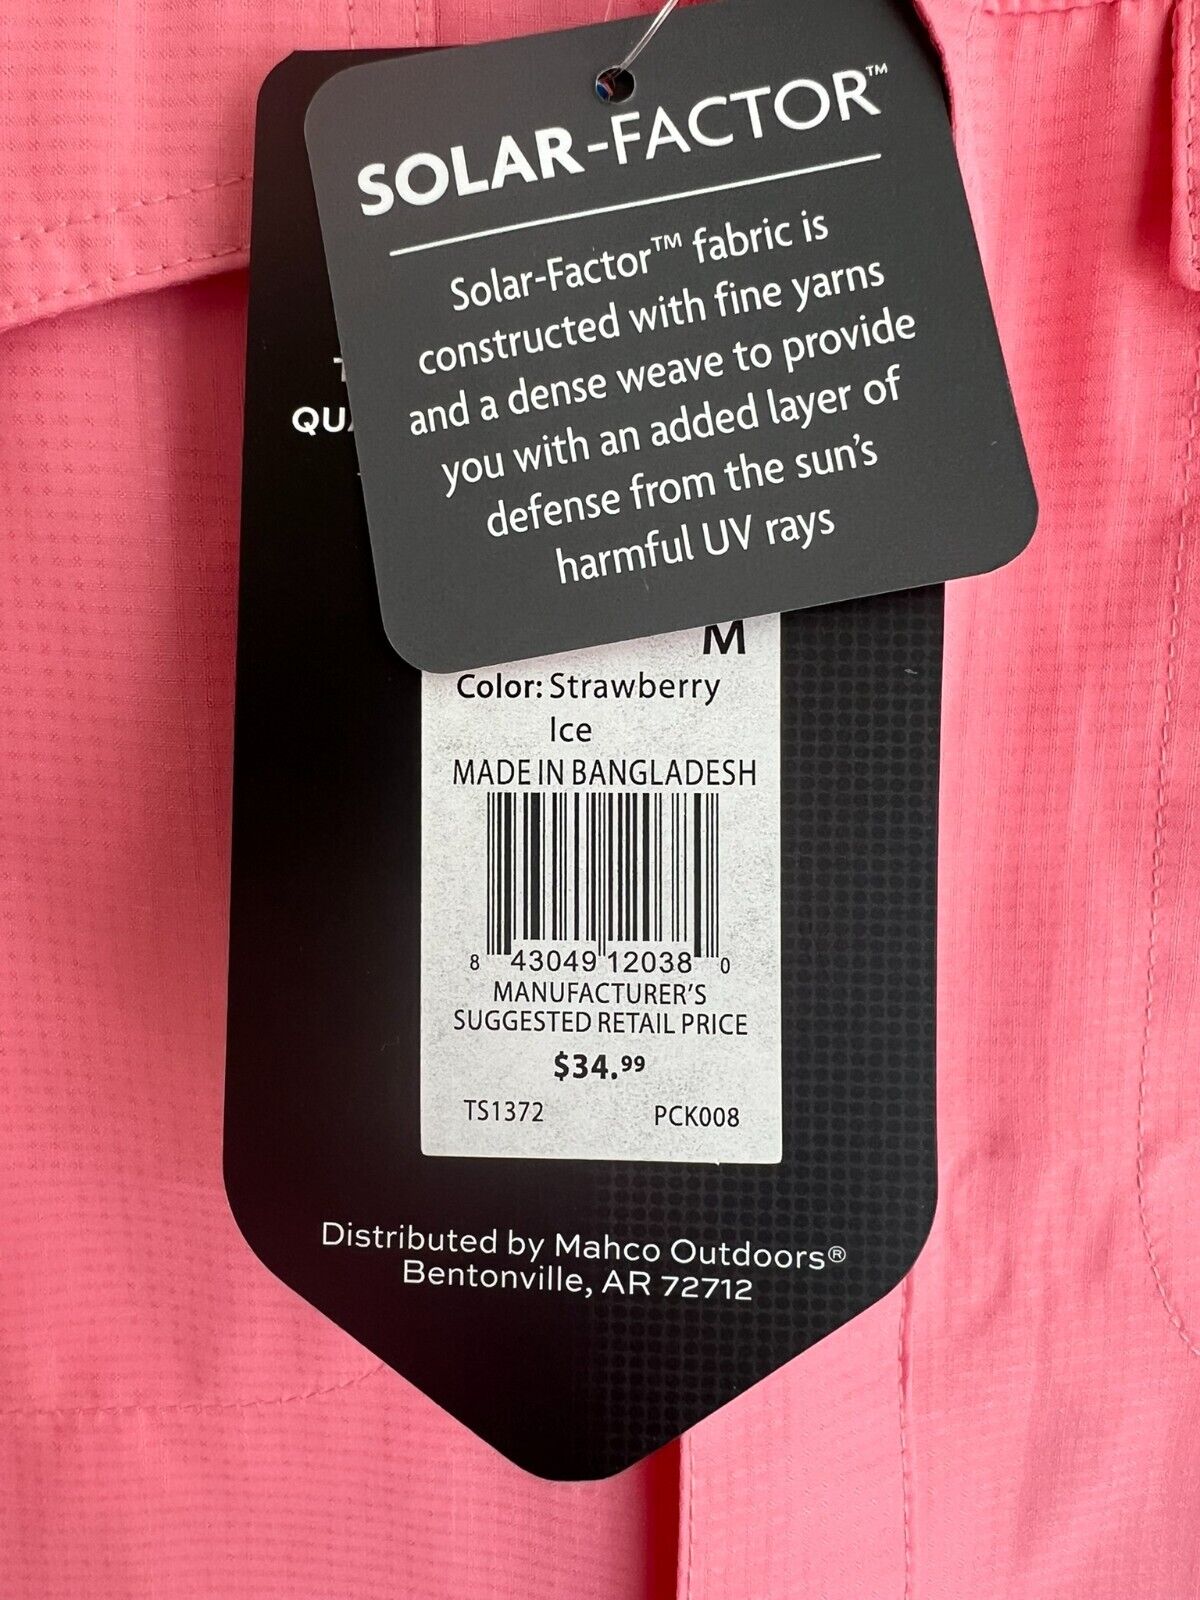 SOLAR-FACTOR™
Solar-Factor™ fabric is
constructed with fine yarns
and a dense weave to provide
you with an added layer of
defense from the sun's
harmful UV rays
M
Color: Strawberry
Ice
MADE IN BANGLADESH
8 43049 12038 0
MANUFACTURER'S
SUGGESTED RETAIL PRICE
$34.99
TS1372 PCK008
Distributed by Mahco Outdoors®
Bentonville, AR 72712